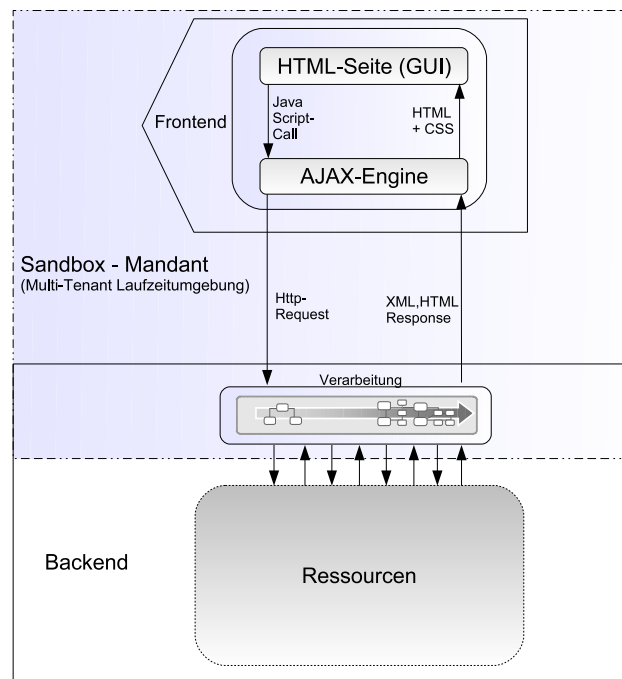 HTML-Seite (GUI)
Java
Script-
Call
HTML
+ CSS
Frontend
AJAX-Engine
Sandbox - Mandant
(Multi-Tenant Laufzeitumgebung)
Http-
Request
XML,HTML
Response
Verarbeitung
Backend
Ressourcen